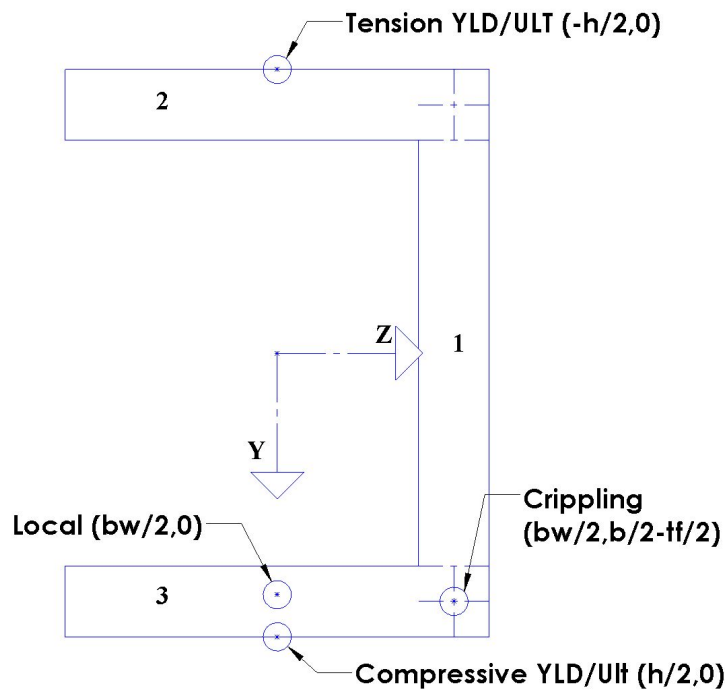 Tension YLD/ULT (-h/2,0)
2
Z
1
Y
Crippling
(bw/2,b/2-tf/2)
Local (bw/2,0)
3
Compressive YLD/Ult (h/2,0)